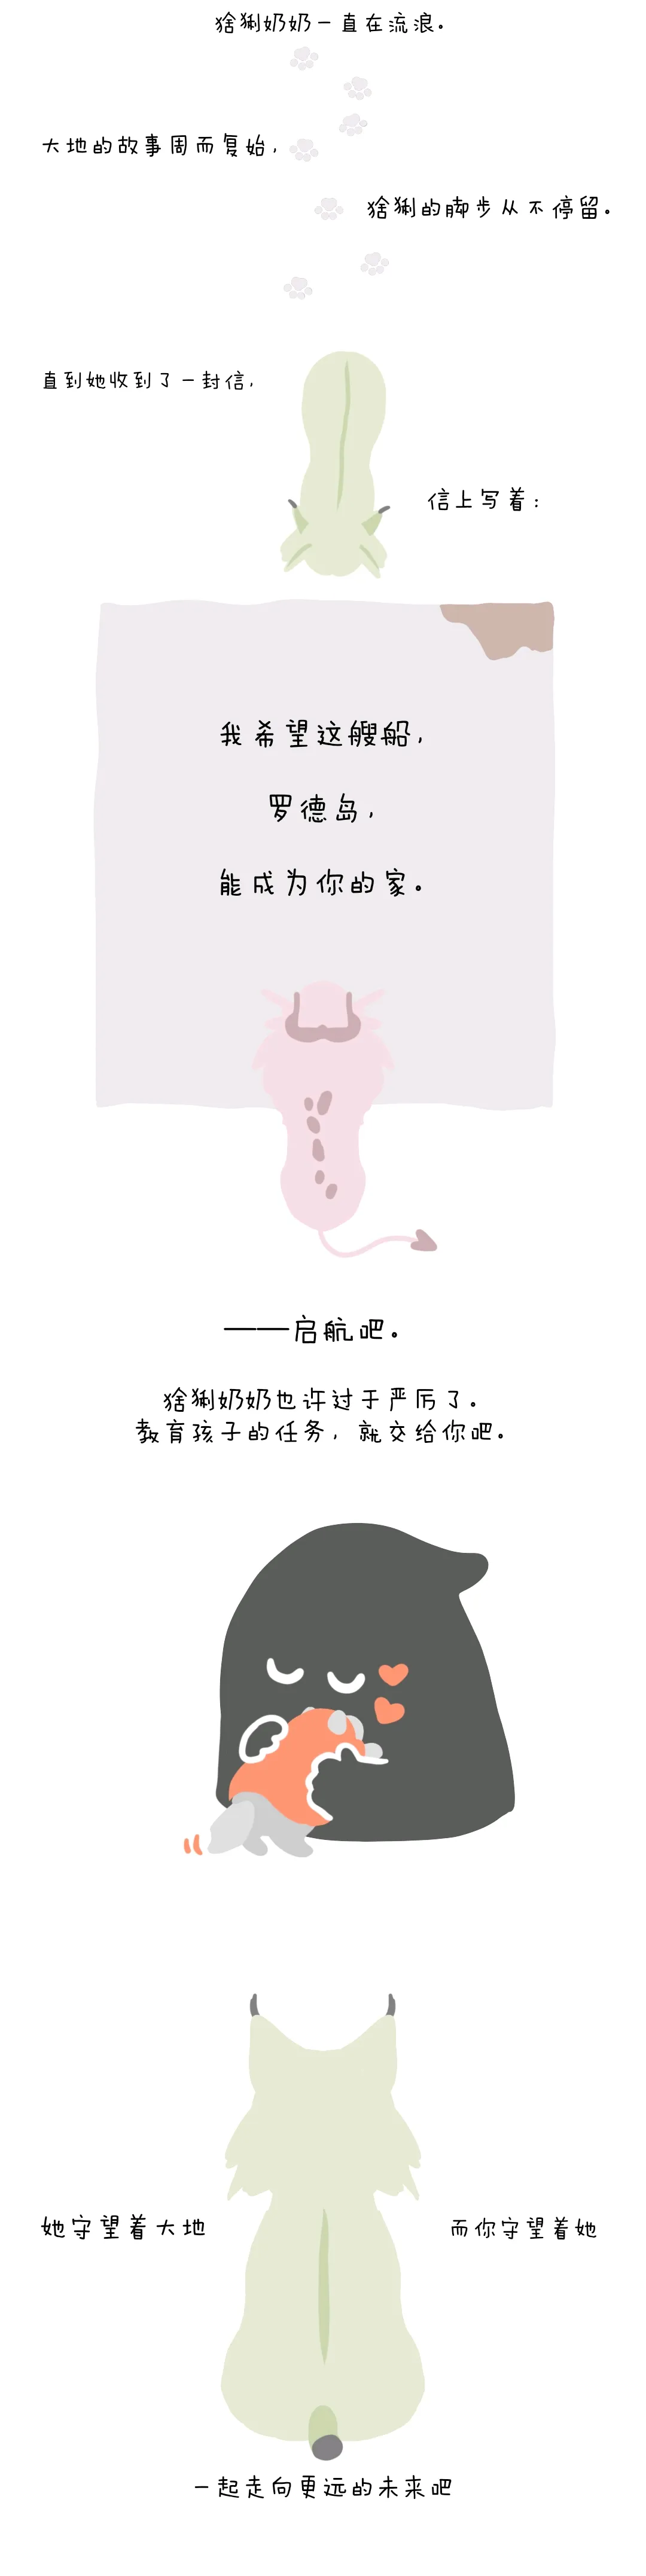 猞猁奶奶一直在流浪。
大地的故事周而复始，
猞猁的脚步从不停留。
直到她收到了一封信，
信上写着：
我希望这艘船，
罗德岛，
能成为你的家。
——启航吧。
猞猁奶奶也许过于严厉了。
教育孩子的任务，就交给你吧。
她守望着大地
而你守望着她
一起走向更远的未来吧